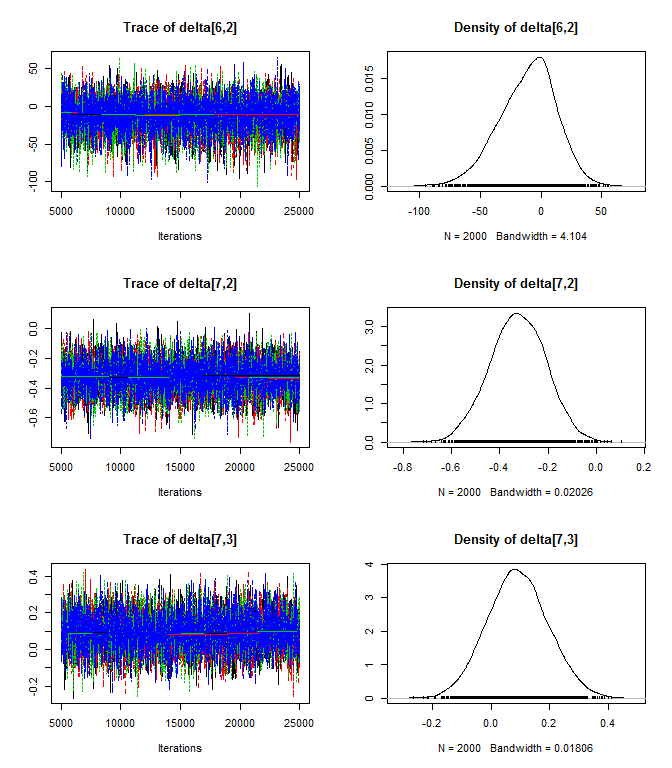 Trace of delta[6,2]
50
0
-50
-100
5000 10000 15000 20000 25000
Iterations
Density of delta[6,2]
0.015
0.010
0.005
0.000
-100 -50 0 50
N = 2000 Bandwidth = 4.104
Trace of delta[7,2]
0.0
-0.2
-0.4
-0.6
5000 10000 15000 20000 25000
Iterations
Density of delta[7,2]
3.0
2.0
1.0
0.0
-0.8 -0.6 -0.4 -0.2 0.0 0.2
N = 2000 Bandwidth = 0.02026
Trace of delta[7,3]
0.4
0.2
0.0
-0.2
5000 10000 15000 20000 25000
Iterations
Density of delta[7,3]
4
3
2
1
0
-0.2 0.0 0.2 0.4
N = 2000 Bandwidth = 0.01806